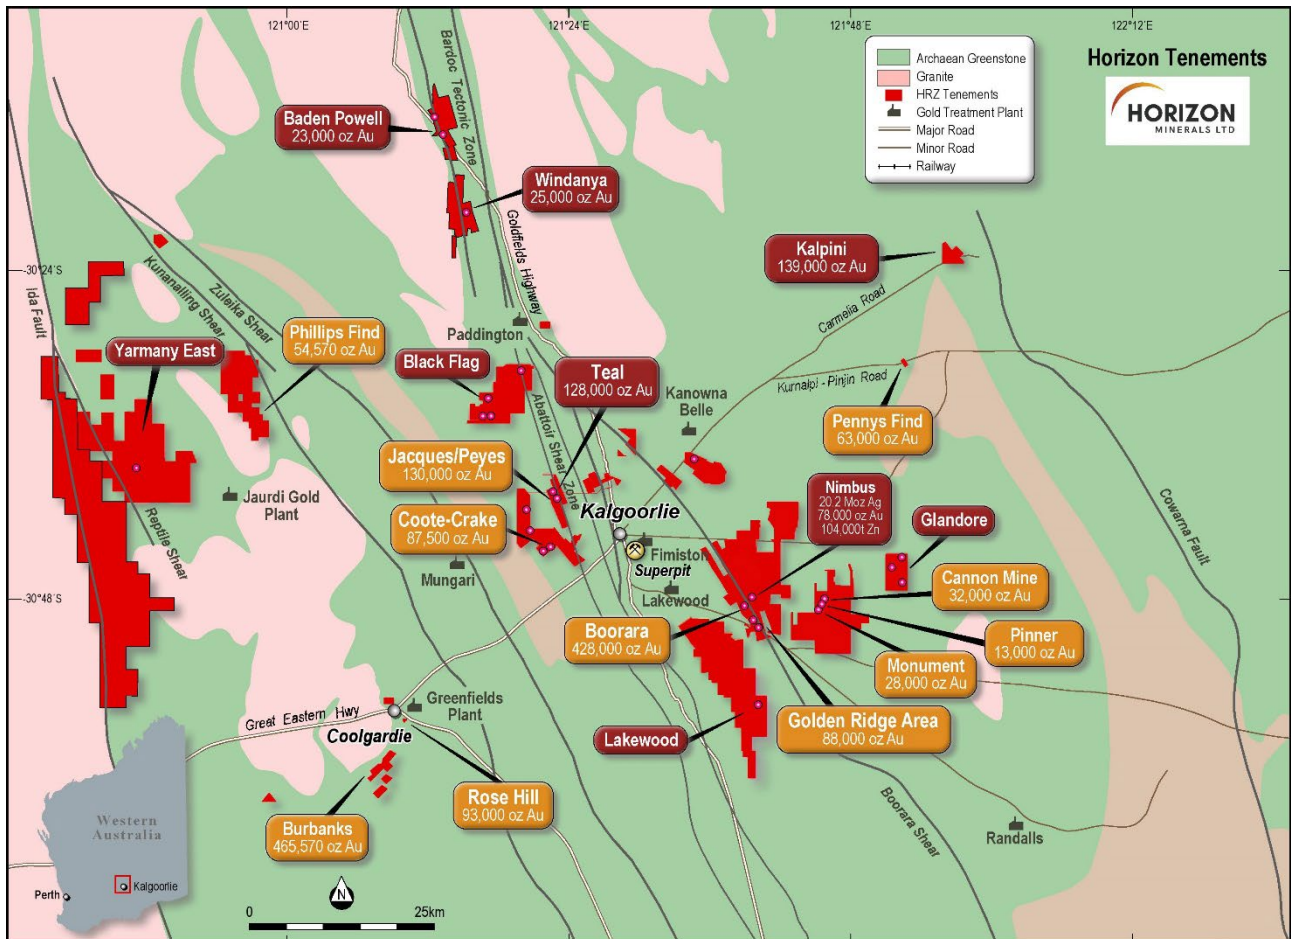 121°00´E
121°24´E
121°48´E
122°12´E
Horizon Tenements
HORIZON
MINERALS LTD
Archaean Greenstone
Granite
HRZ Tenements
Gold Treatment Plant
Major Road
Minor Road
Railway
Bardoc Tectonic Zone
Baden Powell
23,000 oz Au
Windanya
25,000 oz Au
Goldfields Highway
Kalpini
139,000 oz Au
Carmelia Road
-30°24´S
Ida Fault
Kunanalling Shear
Zuleika Shear
Phillips Find
54,570 oz Au
Yarmany East
Paddington
Black Flag
Teal
128,000 oz Au
Kanowna
Belle
Kurnalpi - Pinjin Road
Pennys Find
63,000 oz Au
Abattoir Shear Zone
Jacques/Peyes
130,000 oz Au
Coote-Crake
87,500 oz Au
Jaurdi Gold
Plant
Reptile Shear
Mungari
Kalgoorlie
Fimiston
Superpit
Lakewood
Nimbus
20.2 Moz Ag
78,000 oz Au
104,000t Zn
Glandore
Cowarna Fault
-30°48´S
Cannon Mine
32,000 oz Au
Pinner
13,000 oz Au
Monument
28,000 oz Au
Boorara
428,000 oz Au
Golden Ridge Area
88,000 oz Au
Lakewood
Greenfields
Plant
Great Eastern Hwy
Coolgardie
Rose Hill
93,000 oz Au
Burbanks
465,570 oz Au
Boorara Shear
Randalls
Western
Australia
Perth
Kalgoorlie
N
0
25km